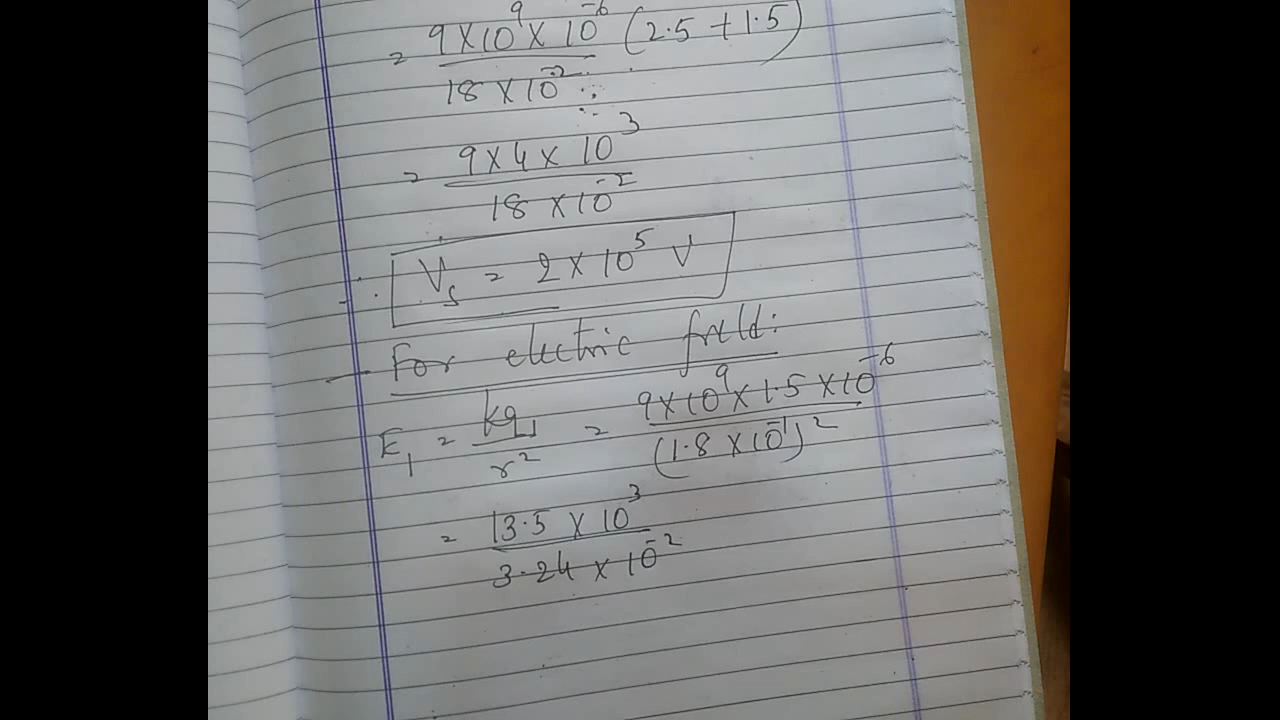 = 9 × 10⁹ × 10⁻⁶ / 18 × 10⁻² (2.5 + 1.5)
= 9 × 4 × 10³ / 18 × 10⁻²
Vs = 2 × 10⁵ V
For electric field:
E₁ = kq₁ / r² = 9 × 10⁹ × 1.5 × 10⁻⁶ / (1.8 × 10⁻¹)²
= 13.5 × 10³ / 3.24 × 10⁻²